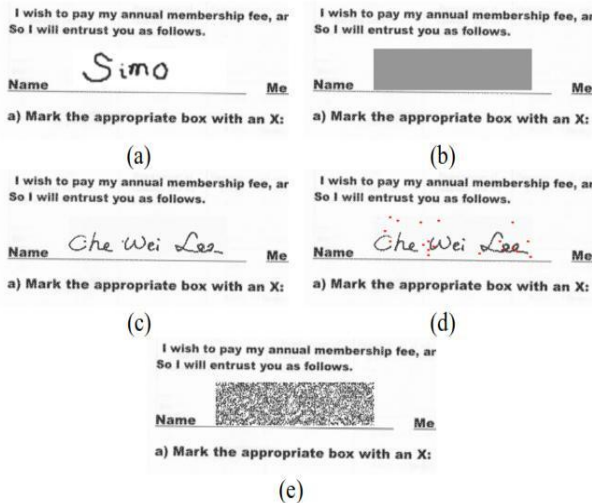 I wish to pay my annual membership fee, ar
So I will entrust you as follows.
Simo
Name Me
a) Mark the appropriate box with an X:
(a)
I wish to pay my annual membership fee, ar
So I will entrust you as follows.
Name Me
a) Mark the appropriate box with an X:
(b)
I wish to pay my annual membership fee, ar
So I will entrust you as follows.
Name Che Wei Lee Me
a) Mark the appropriate box with an X:
(c)
I wish to pay my annual membership fee, ar
So I will entrust you as follows.
Name Che Wei Lee Me
a) Mark the appropriate box with an X:
(d)
I wish to pay my annual membership fee, ar
So I will entrust you as follows.
Name Me
a) Mark the appropriate box with an X:
(e)